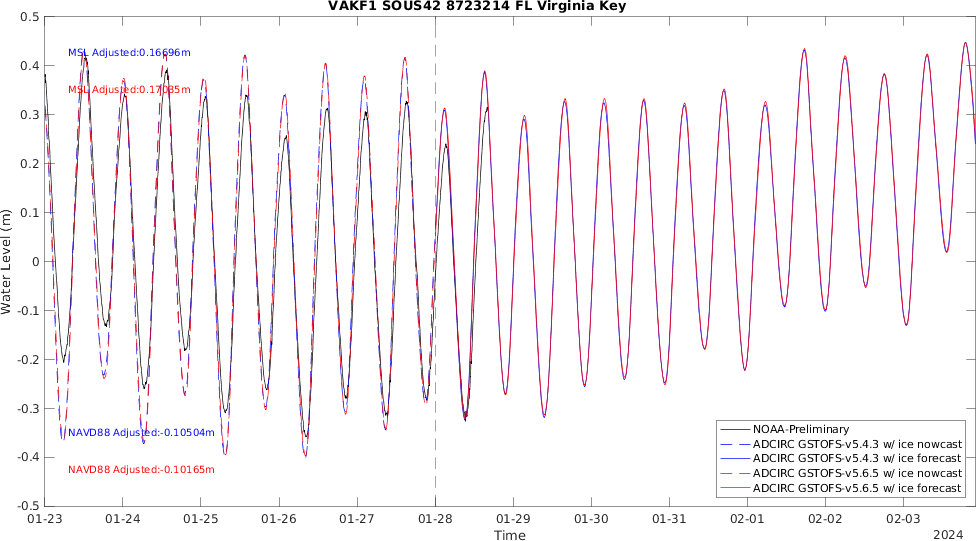 VAKF1 SOUS42 8723214 FL Virginia Key
0.5
0.4
0.3
0.2
0.1
0
-0.1
-0.2
-0.3
-0.4
-0.5
Water Level (m)
MSL Adjusted:0.16696m
MSL Adjusted:0.17035m
NAVD88 Adjusted:-0.10504m
NAVD88 Adjusted:-0.10165m
NOAA-Preliminary
ADCIRC GSTOFS-v5.4.3 w/ ice nowcast
ADCIRC GSTOFS-v5.4.3 w/ ice forecast
ADCIRC GSTOFS-v5.6.5 w/ ice nowcast
ADCIRC GSTOFS-v5.6.5 w/ ice forecast
01-23 01-24 01-25 01-26 01-27 01-28 01-29 01-30 01-31 02-01 02-02 02-03
Time
2024